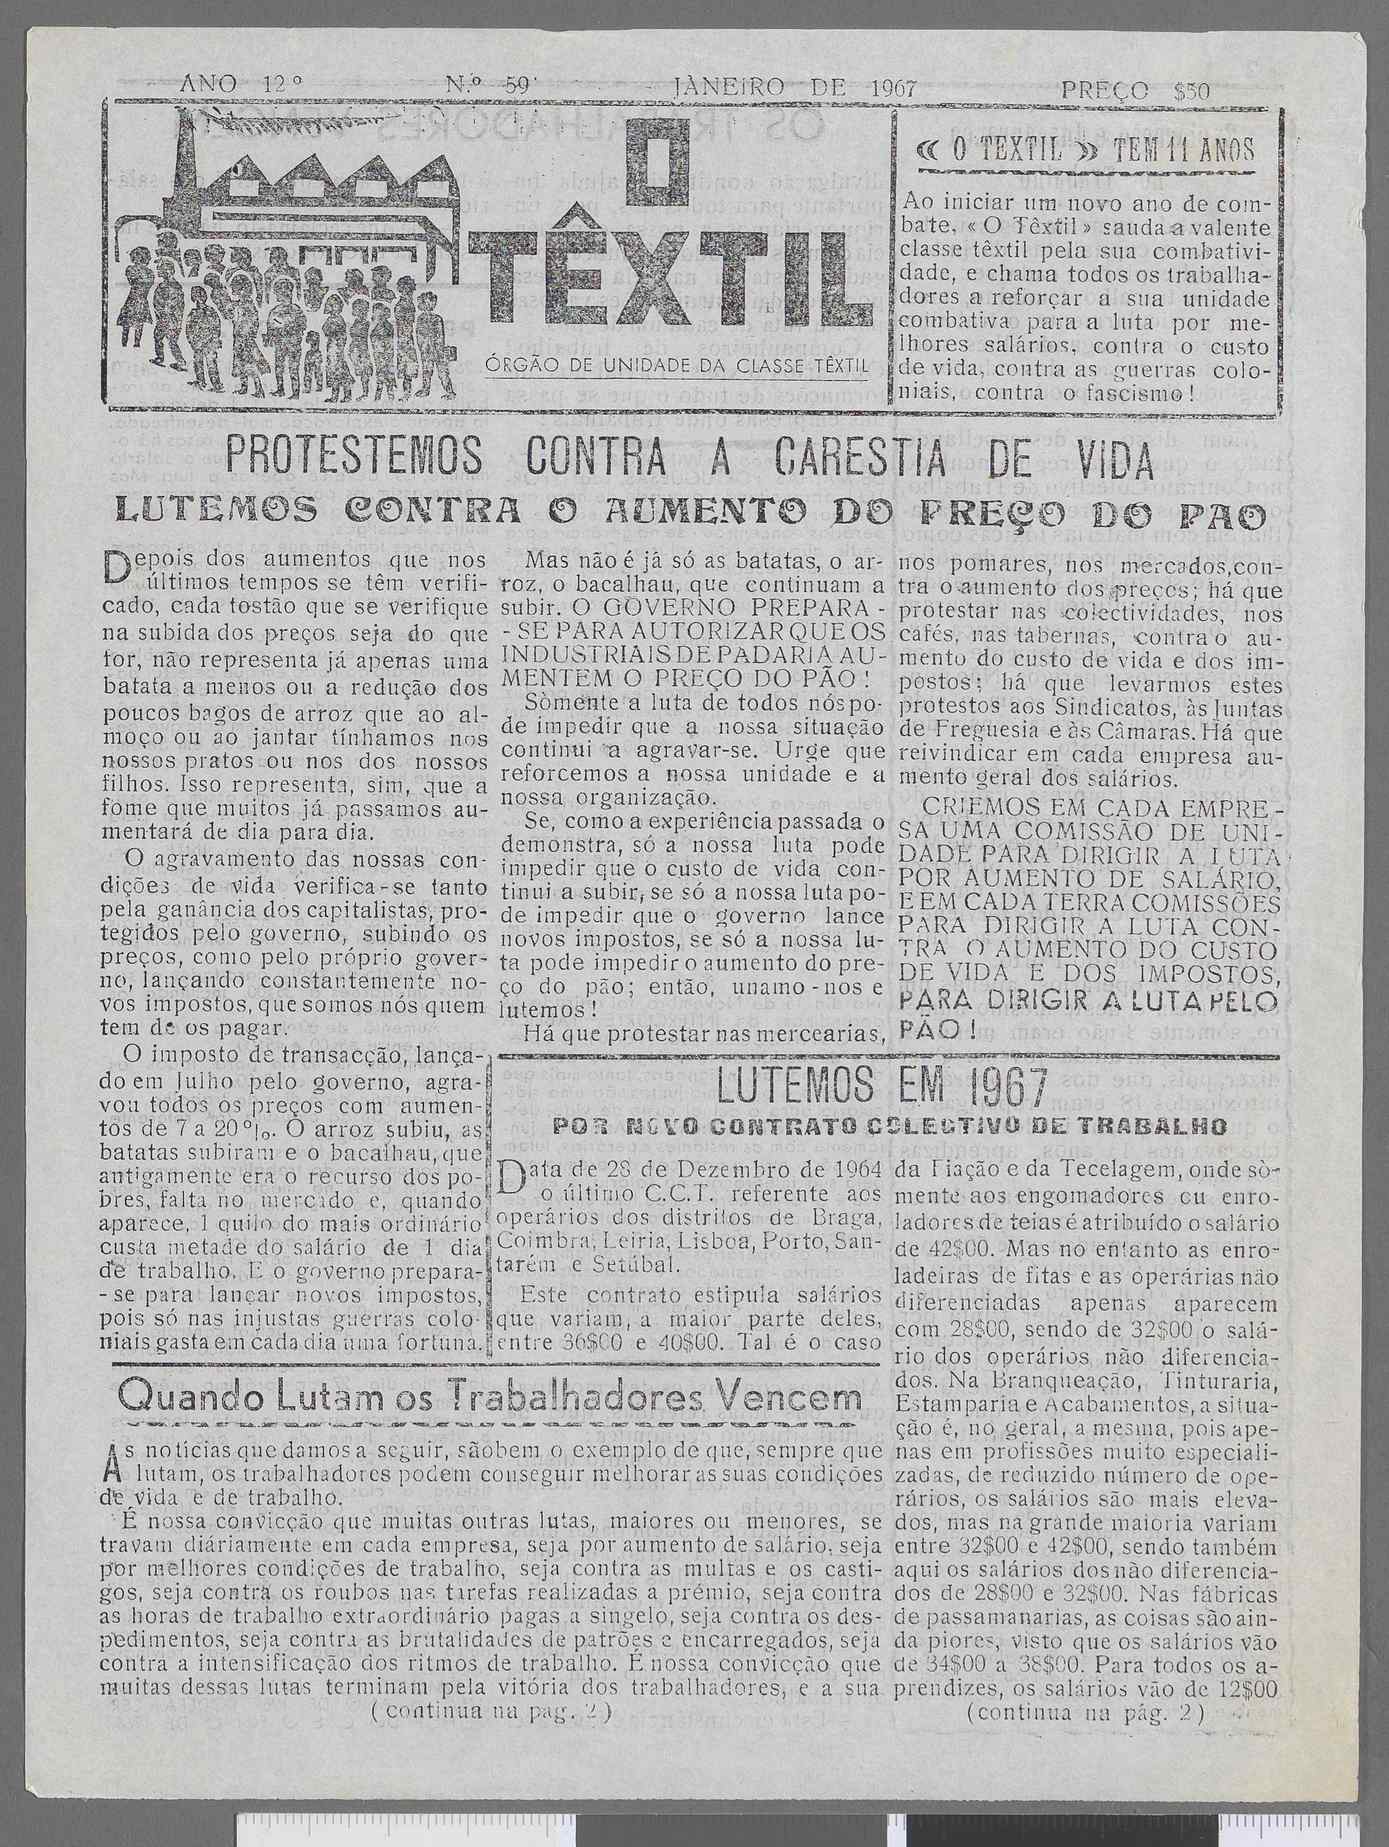 ANO 12º N.º 59 JANEIRO DE 1967 PREÇO $50
O
TÊXTIL
ÓRGÃO DE UNIDADE DA CLASSE TÊXTIL
« O TEXTIL » TEM 11 ANOS
Ao iniciar um novo ano de com-
bate, « O Têxtil » sauda a valente
classe têxtil pela sua combativi-
dade, e chama todos os trabalha-
dores a reforçar a sua unidade
combativa para a luta por me-
lhores salários, contra o custo
de vida, contra as guerras colo-
niais, contra o fascismo!
PROTESTEMOS CONTRA A CARESTIA DE VIDA
LUTEMOS CONTRA O AUMENTO DO PREÇO DO PAO
Depois dos aumentos que nos
últimos tempos se têm verifi-
cado, cada tostão que se verifique
na subida dos preços seja do que
for, não representa já apenas uma
batata a menos ou a redução dos
poucos bagos de arroz que ao al-
moço ou ao jantar tínhamos nos
nossos pratos ou nos dos nossos
filhos. Isso representa, sim, que a
fome que muitos já passamos au-
mentará de dia para dia.
O agravamento das nossas con-
dições de vida verifica-se tanto
pela ganância dos capitalistas, pro-
tegidos pelo governo, subindo os
preços, como pelo próprio gover-
no, lançando constantemente no-
vos impostos, que somos nós quem
tem de os pagar.
O imposto de transacção, lança-
do em Julho pelo governo, agra-
vou todos os preços com aumen-
tos de 7 a 20%. O arroz subiu, as
batatas subiram e o bacalhau, que
antigamente era o recurso dos po-
bres, falta no mercado e, quando
aparece, 1 quilo do mais ordinário
custa metade do salário de 1 dia
de trabalho. E o governo prepara-
-se para lançar novos impostos,
pois só nas injustas guerras colo-
niais gasta em cada dia uma fortuna.
Mas não é já só as batatas, o ar-
roz, o bacalhau, que continuam a
subir. O GOVERNO PREPARA -
- SE PARA AUTORIZAR QUE OS
INDUSTRIAIS DE PADARIA AU-
MENTEM O PREÇO DO PÃO !
Sòmente a luta de todos nós po-
de impedir que a nossa situação
continui a agravar-se. Urge que
reforcemos a nossa unidade e a
nossa organização.
Se, como a experiência passada o
demonstra, só a nossa luta pode
impedir que o custo de vida con-
tinui a subir, se só a nossa luta po-
de impedir que o governo lance
novos impostos, se só a nossa lu-
ta pode impedir o aumento do pre-
ço do pão; então, unamo-nos e
lutemos !
Há que protestar nas mercearias,
nos pomares, nos mercados, con-
tra o aumento dos preços; há que
protestar nas colectividades, nos
cafés, nas tabernas, contra o au-
mento do custo de vida e dos im-
postos; há que levarmos estes
protestos aos Sindicatos, às Juntas
de Freguesia e às Câmaras. Há que
reivindicar em cada empresa au-
mento geral dos salários.
CRIEMOS EM CADA EMPRE -
SA UMA COMISSÃO DE UNI -
DADE PARA DIRIGIR A LUTA
POR AUMENTO DE SALÁRIO,
E EM CADA TERRA COMISSÕES
PARA DIRIGIR A LUTA CON-
TRA O AUMENTO DO CUSTO
DE VIDA E DOS IMPOSTOS,
PARA DIRIGIR A LUTA PELO
PÃO !
LUTEMOS EM 1967
POR NOVO CONTRATO COLECTIVO DE TRABALHO
Data de 28 de Dezembro de 1964
o último C.C.T. referente aos
operários dos distritos de Braga,
Coimbra, Leiria, Lisboa, Porto, San-
tarém e Setúbal.
Este contrato estipula salários
que variam, a maior parte deles,
entre 36$00 e 40$00. Tal é o caso
da Fiação e da Tecelagem, onde sò-
mente aos engomadores ou enro-
ladores de teias é atribuído o salário
de 42$00. Mas no entanto as enro-
ladeiras de fitas e as operárias não
diferenciadas apenas aparecem
com 28$00, sendo de 32$00 o salá-
rio dos operários não diferencia-
dos. Na Branqueação, Tinturaria,
Estamparia e Acabamentos, a situa-
ção é, no geral, a mesma, pois ape-
nas em profissões muito especiali-
zadas, de reduzido número de ope-
rários, os salários são mais eleva-
dos, mas na grande maioria variam
entre 32$00 e 42$00, sendo também
aqui os salários dos não diferencia-
dos de 28$00 e 32$00. Nas fábricas
de passamanarias, as coisas são ain-
da piores, visto que os salários vão
de 34$00 a 38$00. Para todos os a-
prendizes, os salários vão de 12$00
(continua na pág. 2)
Quando Lutam os Trabalhadores Vencem
As notícias que damos a seguir, são bem o exemplo de que, sempre que
lutam, os trabalhadores podem conseguir melhorar as suas condições
de vida e de trabalho.
É nossa convicção que muitas outras lutas, maiores ou menores, se
travam diáriamente em cada empresa, seja por aumento de salário, seja
por melhores condições de trabalho, seja contra as multas e os casti-
gos, seja contra os roubos nas tarefas realizadas a prémio, seja contra
as horas de trabalho extraordinário pagas a singelo, seja contra os des-
pedimentos, seja contra as brutalidades de patrões e encarregados, seja
contra a intensificação dos ritmos de trabalho. É nossa convicção que
muitas dessas lutas terminam pela vitória dos trabalhadores, e a sua
(continua na pag. 2)